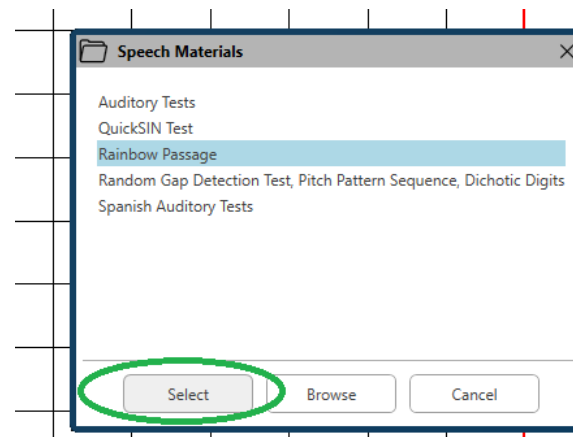 Speech Materials
Auditory Tests
QuickSIN Test
Rainbow Passage
Random Gap Detection Test, Pitch Pattern Sequence, Dichotic Digits
Spanish Auditory Tests
Select Browse Cancel